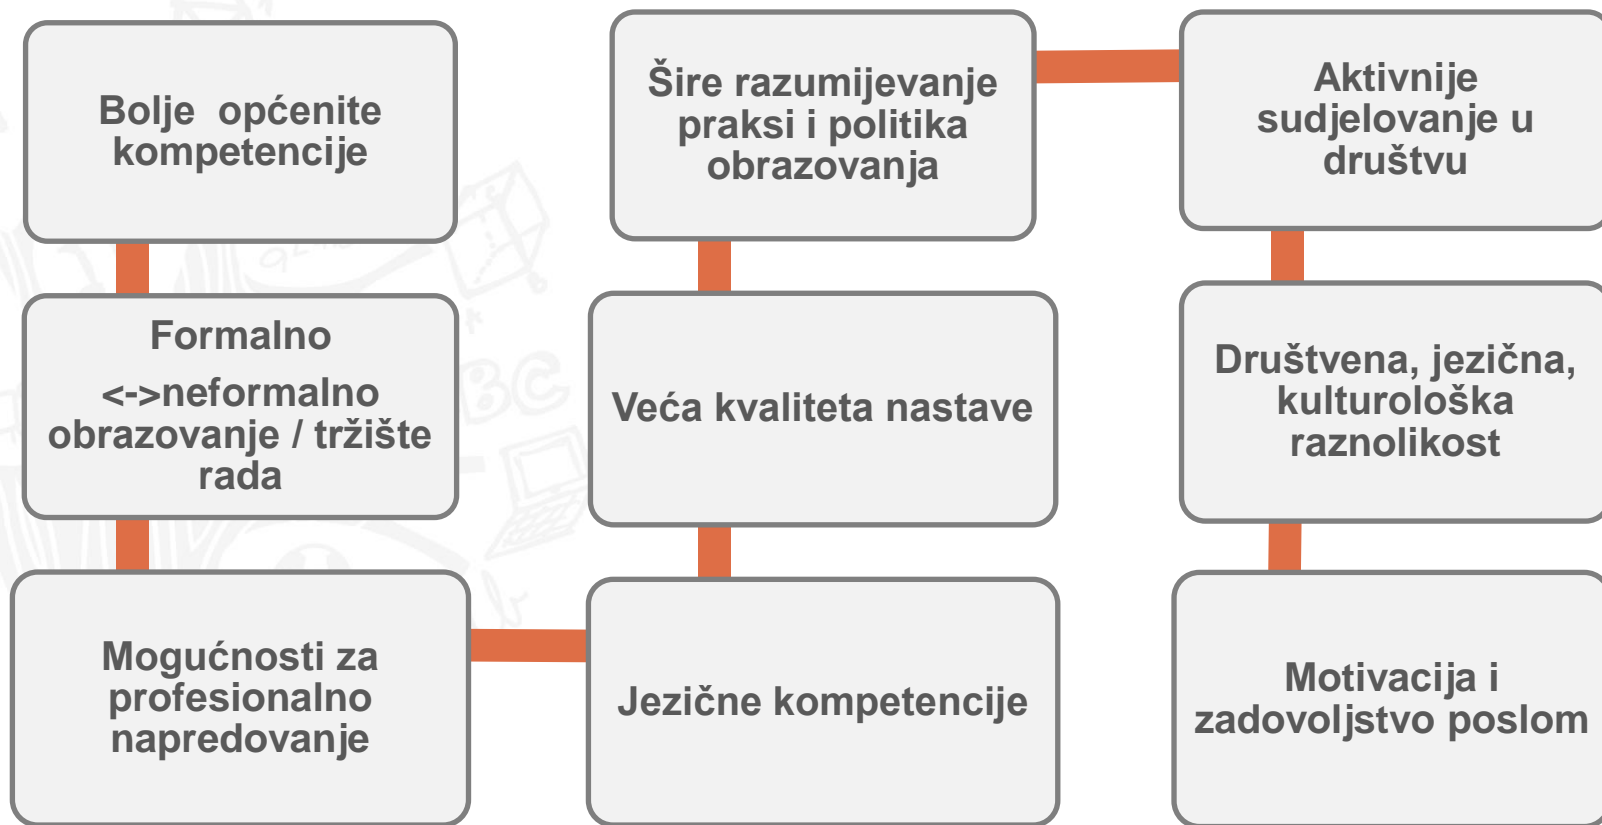 Bolje općenite
kompetencije
Formalno
<->neformalno
obrazovanje / tržište
rada
Mogućnosti za
profesionalno
napredovanje
Jezične kompetencije
Veća kvaliteta nastave
Šire razumijevanje
praksi i politika
obrazovanja
Aktivnije
sudjelovanje u
društvu
Društvena, jezična,
kulturološka
raznolikost
Motivacija i
zadovoljstvo poslom
BC